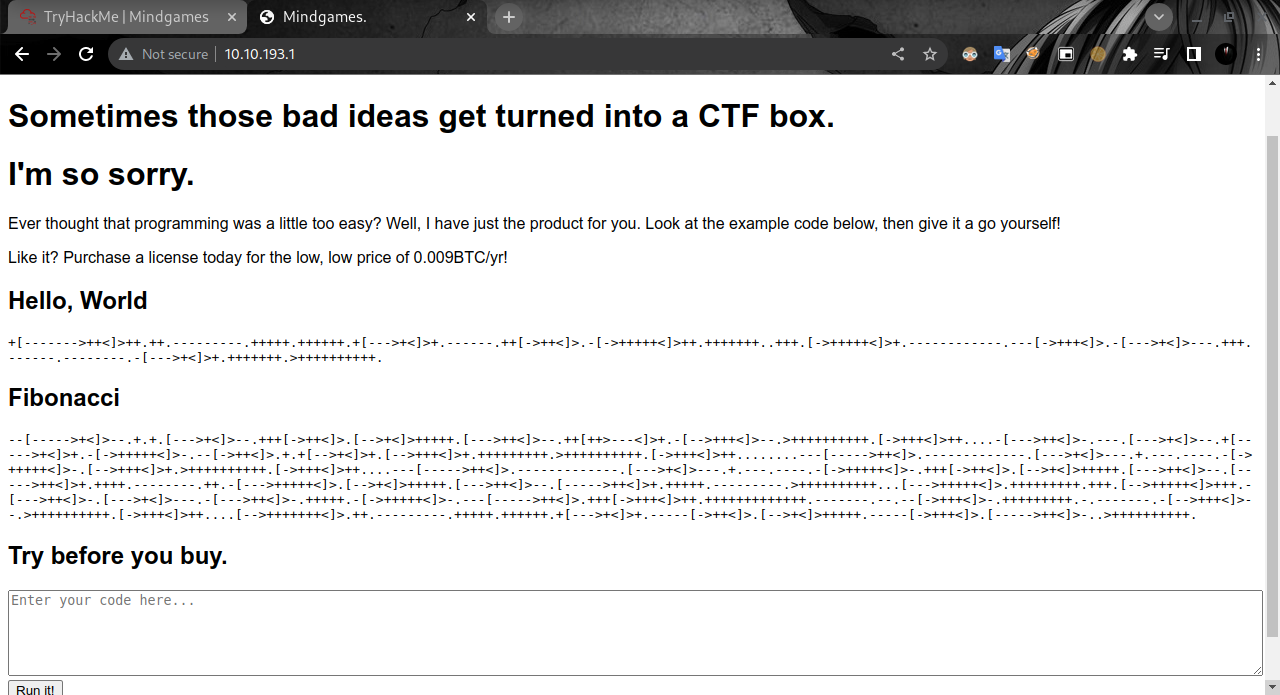 TryHackMe | Mindgames
Mindgames.
Not secure 10.10.193.1
Sometimes those bad ideas get turned into a CTF box.
I'm so sorry.
Ever thought that programming was a little too easy? Well, I have just the product for you. Look at the example code below, then give it a go yourself!
Like it? Purchase a license today for the low, low price of 0.009BTC/yr!
Hello, World
+[------->++<]>++.++.---------.+++++.++++++.+[--->+<]>+.------.++[->++<]>.-[->+++++<]>++.+++++++..+++.[->+++++<]>+.------------.---[->+++<]>.-[--->+<]>---.+++.
------.--------.-[--->+<]>+.+++++++.>++++++++++.
Fibonacci
--[----->+<]>--.+.+.[--->+<]>--.+++[->++<]>.[-->+<]>+++++.[--->++<]>--.++[++>---<]>+.-[-->+++<]>--.>++++++++++.[->+++<]>++....-[--->++<]>-.---.[--->+<]>--.+[--
--->+<]>+.-[->+++++<]>-.--[->++<]>.+.+[-->+<]>+.[-->+++<]>+.+++++++++.>++++++++++.[->+++<]>++........---[----->++<]>.-------------.[--->+<]>---.+.---.----.-[->
+++++<]>-.[-->+++<]>+.>++++++++++.[->+++<]>++....---[----->++<]>.-------------.[--->+<]>---.+.---.----.-[->+++++<]>-.+++[->++<]>.[-->+<]>+++++.[--->++<]>--.[--
--->++<]>+.++++.--------.++.-[--->+++++<]>.[-->+<]>+++++.[--->++<]>--.[----->++<]>+.+++++.---------.>++++++++++...[--->+++++<]>.+++++++++.+++.[-->+++++<]>+++.-
[--->++<]>-.[--->+<]>---.-[--->++<]>-.+++++.-[->+++++<]>-.---[----->++<]>.+++[->+++<]>++.+++++++++++++.-------.--.--[->+++<]>-.+++++++++.-.-------.-[-->+++<]>-
-.>++++++++++.[->+++<]>++....[-->+++++++<]>.++.---------.+++++.++++++.+[--->+<]>+.-----[->++<]>.[-->+<]>+++++.-----[->+++<]>.[----->++<]>-..>++++++++++.
Try before you buy.
Enter your code here...
Run it!